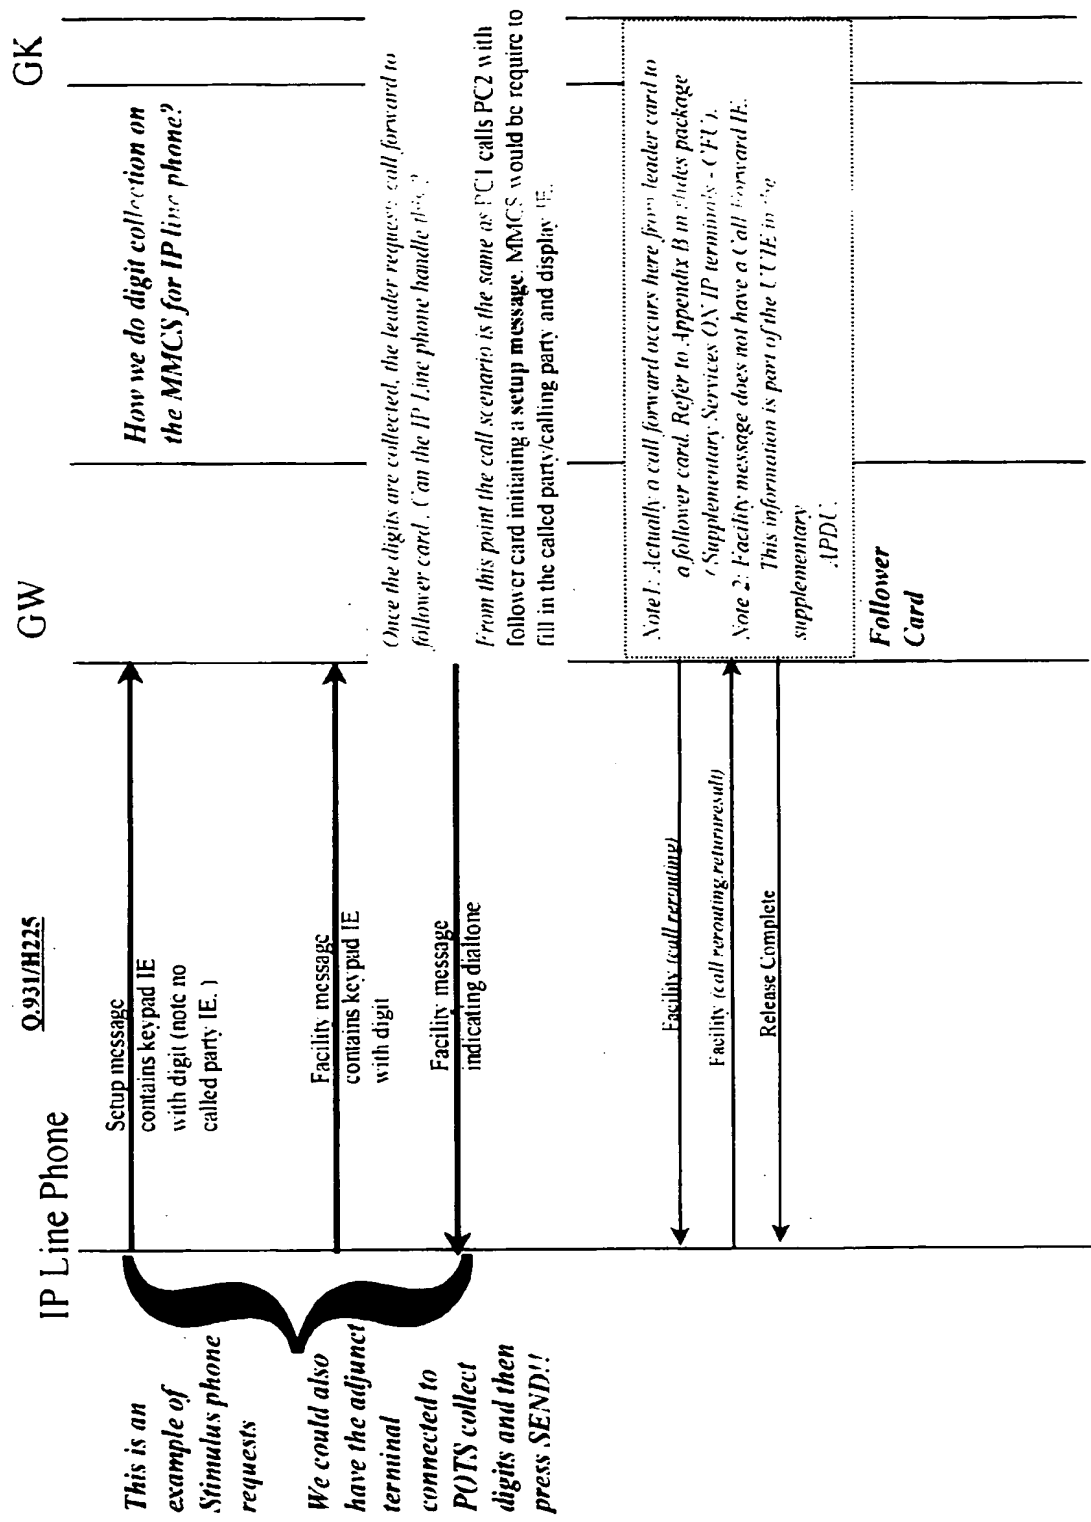 IP Line Phone
GW
GK
Q.931/H225
This is an
example of
Stimulus phone
requests
We could also
have the adjunct
terminal
connected to
POTS collect
digits and then
press SEND!!
Setup message
contains keypad IE
with digit (note no
called party IE. )
Facility message
contains keypad IE
with digit
Facility message
indicating dialtone
Facility (call rerouting)
Facility (call rerouting.returnresult)
Release Complete
How we do digit collection on
the MMCS for IP line phone?
Once the digits are collected, the leader requests call forward to
follower card. Can the IP Line phone handle this ?
From this point the call scenario is the same as PC1 calls PC2 with
follower card initiating a setup message. MMCS would be require to
fill in the called party/calling party and display IE.
Note1: Actually a call forward occurs here from leader card to
a follower card. Refer to Appendix B includes package
(Supplementary Services ON IP terminals - CFU).
Note 2: Facility message does not have a Call Forward IE.
This information is part of the UUIE in the
supplementary
APDU.
Follower
Card